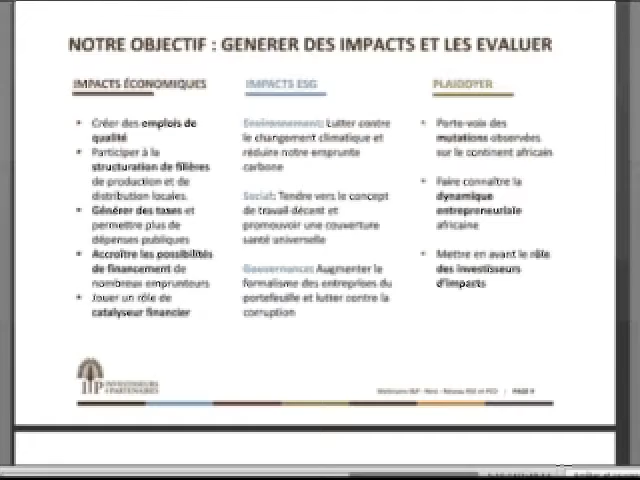 NOTRE OBJECTIF : GENERER DES IMPACTS ET LES EVALUER
IMPACTS ÉCONOMIQUES
• Créer des emplois de
qualité
• Participer à la
structuration de filières
de production et de
distribution locales.
• Générer des taxes et
permettre plus de
dépenses publiques
• Accroître les possibilités
de financement de
nombreux emprunteurs
• Jouer un rôle de
catalyseur financier
IMPACTS ESG
Environnement: Lutter contre
le changement climatique et
réduire notre emprunte
carbone
Social: Tendre vers le concept
de travail décent et
promouvoir une couverture
santé universelle
Gouvernance: Augmenter le
formalisme des entreprises du
portefeuille et lutter contre la
corruption
PLAIDOYER
• Porte-voix des
mutations observées
sur le continent africain
• Faire connaître la
dynamique
entrepreneuriale
africaine
• Mettre en avant le rôle
des investisseurs
d'impacts
I&P INVESTISSEURS
& PARTENAIRES
PAGE